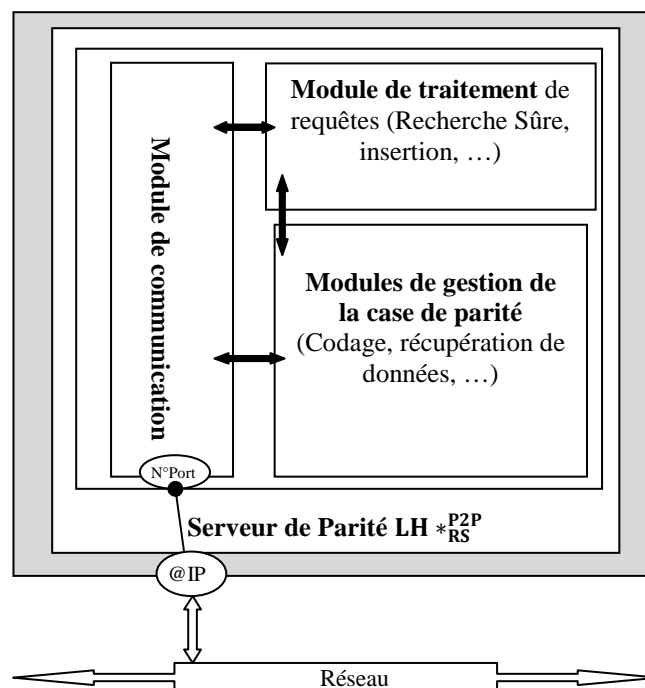 Module de traitement de
requêtes (Recherche Sûre,
insertion, …)
Module de communication
Modules de gestion de
la case de parité
(Codage, récupération de
données, …)
N°Port
Serveur de Parité LH *P2P RS
@IP
Réseau